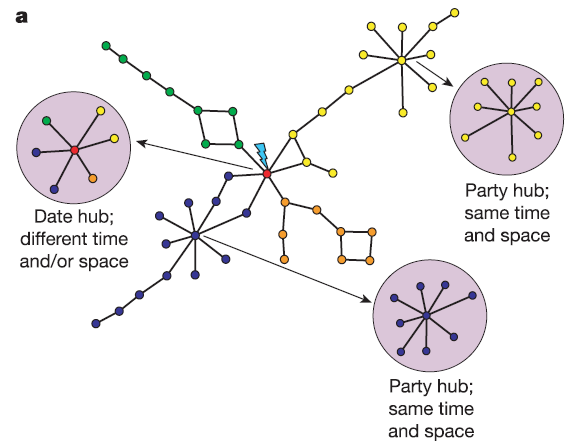 a
Date hub;
different time
and/or space
Party hub;
same time
and space
Party hub;
same time
and space